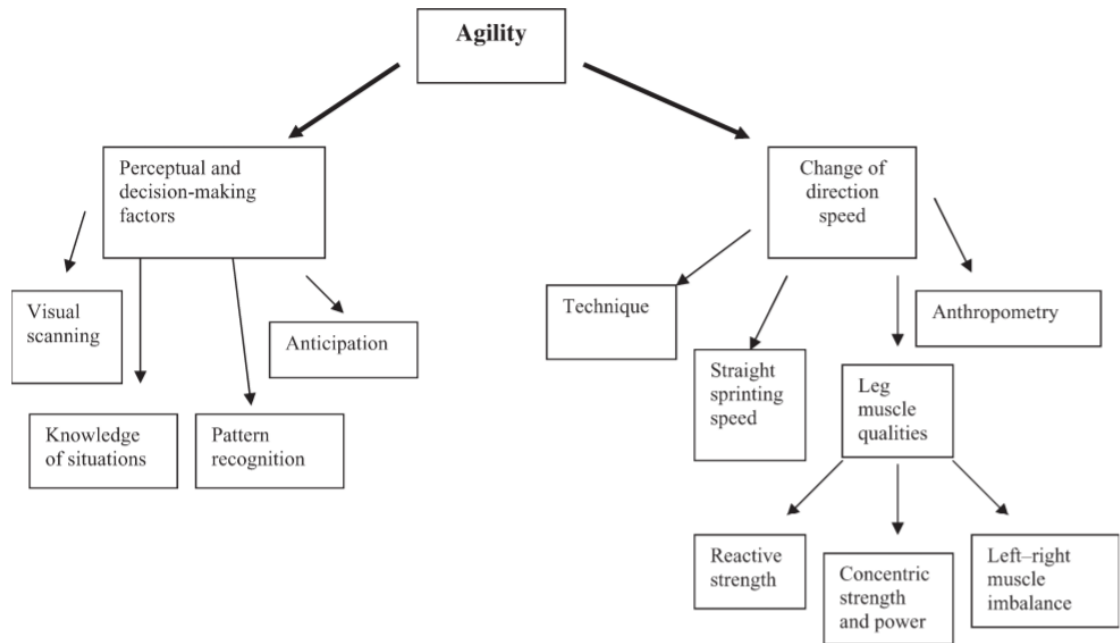 Agility
Perceptual and
decision-making
factors
Change of
direction
speed
Visual
scanning
Anticipation
Technique
Anthropometry
Straight
sprinting
speed
Leg
muscle
qualities
Knowledge
of situations
Pattern
recognition
Reactive
strength
Concentric
strength
and power
Left–right
muscle
imbalance